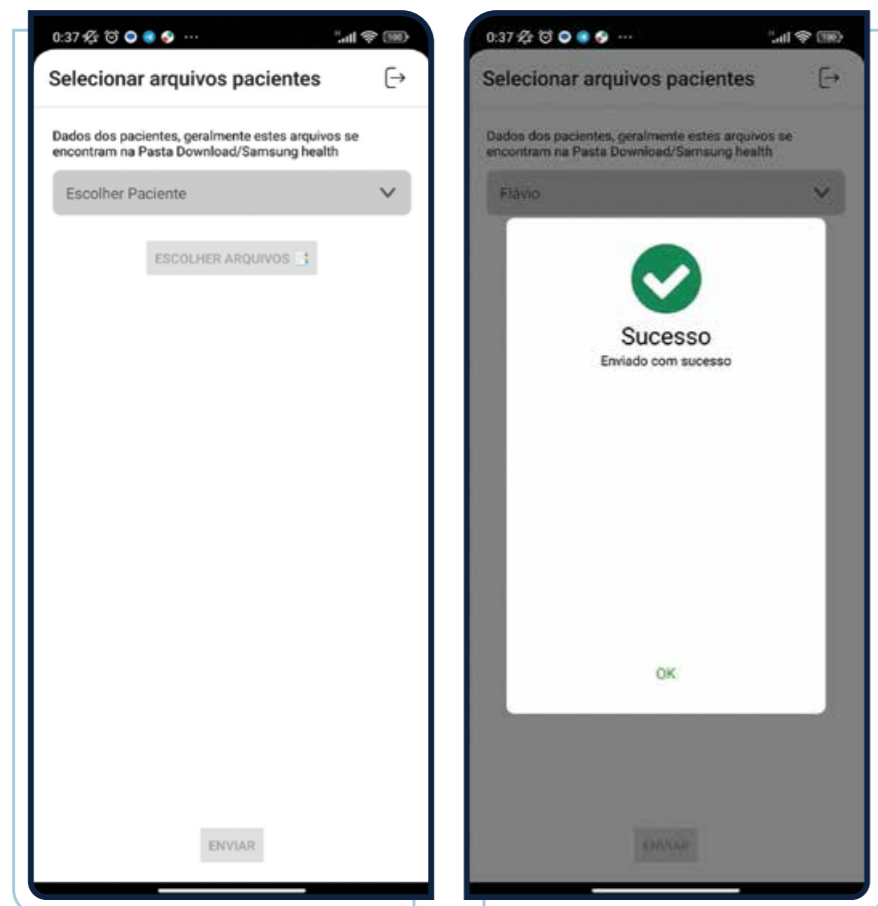 0:37
100
Selecionar arquivos pacientes
Dados dos pacientes, geralmente estes arquivos se
encontram na Pasta Download/Samsung health
Escolher Paciente
ESCOLHER ARQUIVOS
ENVIAR
0:37
100
Selecionar arquivos pacientes
Dados dos pacientes, geralmente estes arquivos se
encontram na Pasta Download/Samsung health
Flávio
Sucesso
Enviado com sucesso
OK
ENVIAR